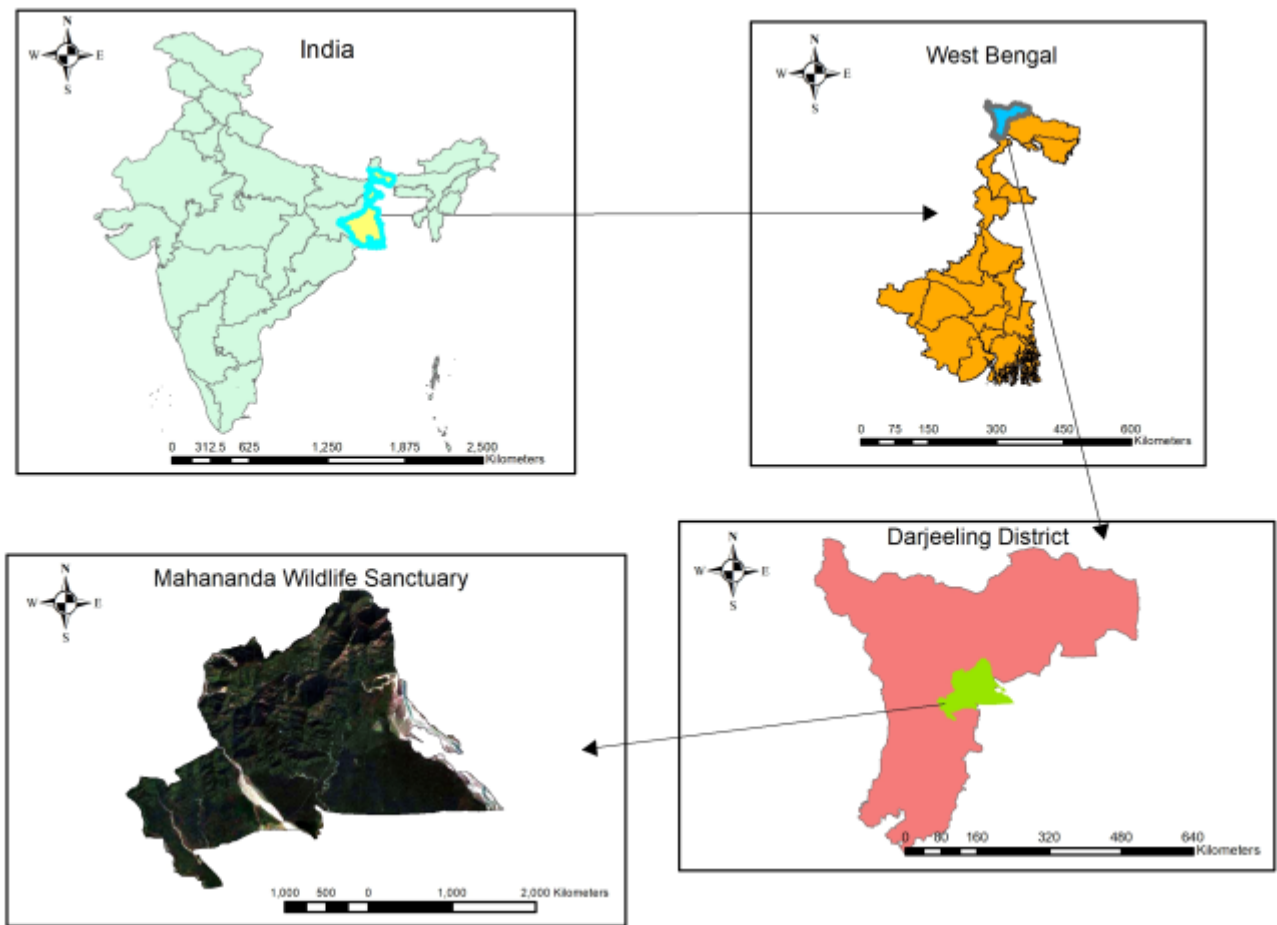 India
N
W E
S
0 312.5 625 1,250 1,875 2,500
Kilometers
West Bengal
N
W E
S
0 75 150 300 450 600
Kilometers
Mahananda Wildlife Sanctuary
N
W E
S
1,000 500 0 1,000 2,000 Kilometers
Darjeeling District
N
W E
S
0 80 160 320 480 640
Kilometers